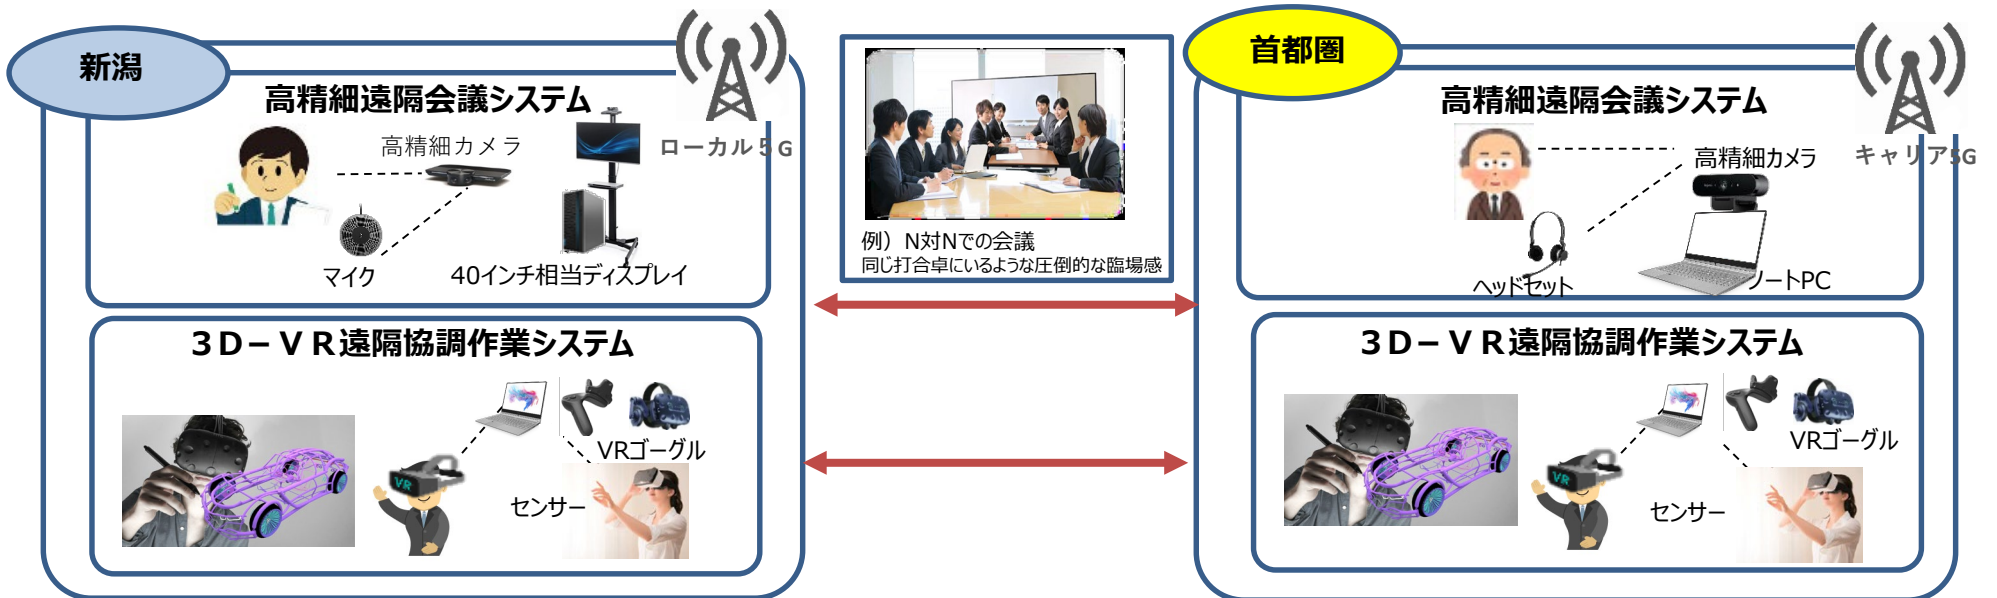 新潟
高精細遠隔会議システム
高精細カメラ
ローカル5G
マイク
40インチ相当ディスプレイ
3D-VR遠隔協調作業システム
VRゴーグル
VR
センサー
例）N対Nでの会議
同じ打合卓にいるような圧倒的な臨場感
首都圏
高精細遠隔会議システム
高精細カメラ
キャリア5G
ヘッドセット
ノートPC
3D-VR遠隔協調作業システム
VRゴーグル
VR
センサー